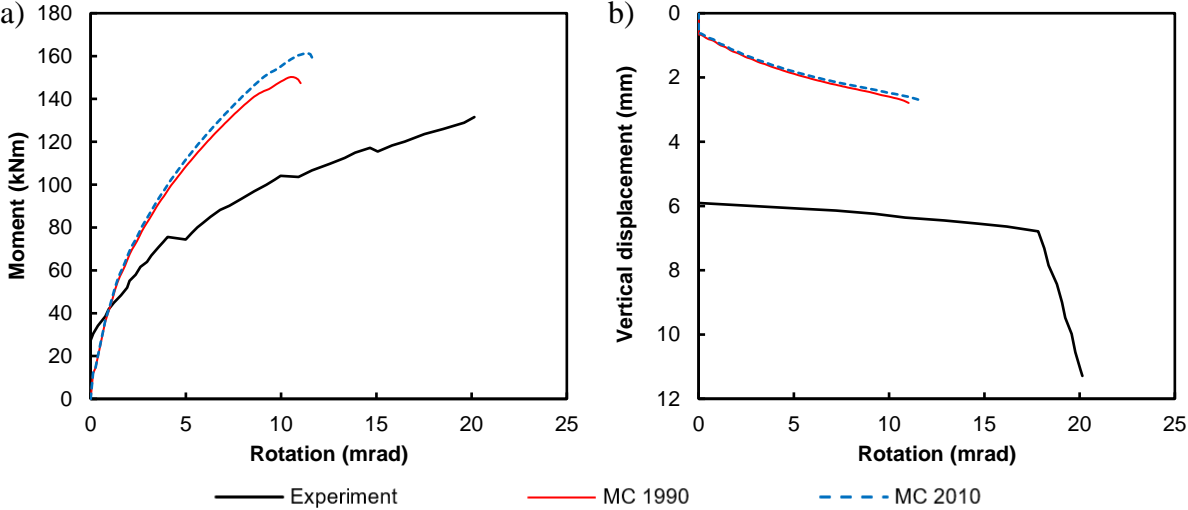 a)
180
160
140
120
100
80
60
40
20
0
Moment (kNm)
0 5 10 15 20 25
Rotation (mrad)
b)
0
2
4
6
8
10
12
Vertical displacement (mm)
0 5 10 15 20 25
Rotation (mrad)
Experiment MC 1990 MC 2010